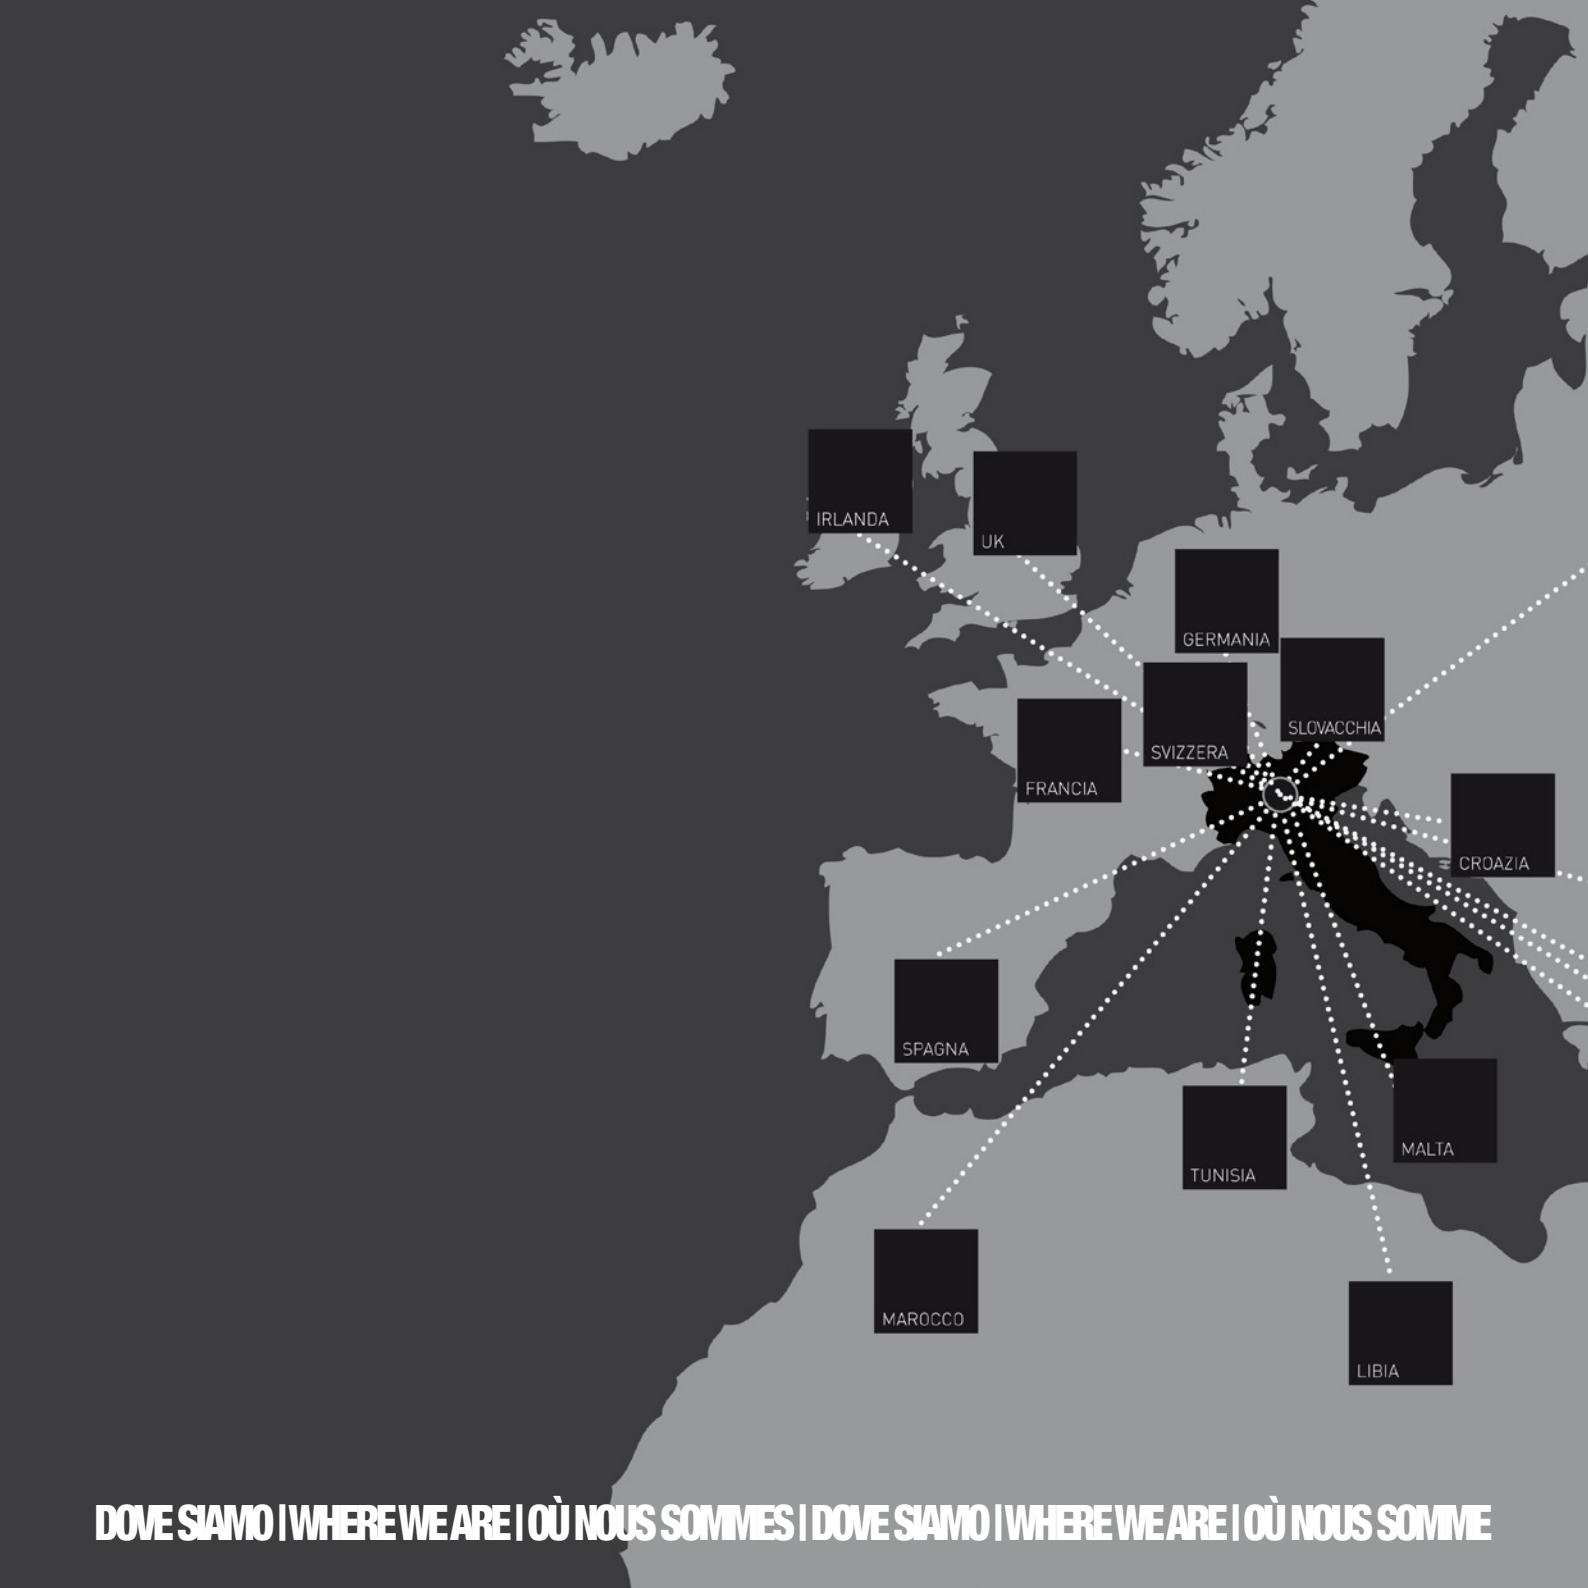 IRLANDA
UK
GERMANIA
SLOVACCHIA
SVIZZERA
FRANCIA
CROAZIA
SPAGNA
MALTA
TUNISIA
MAROCCO
LIBIA
DOVE SIAMO | WHERE WE ARE | OÙ NOUS SOMMES | DOVE SIAMO | WHERE WE ARE | OÙ NOUS SOMME